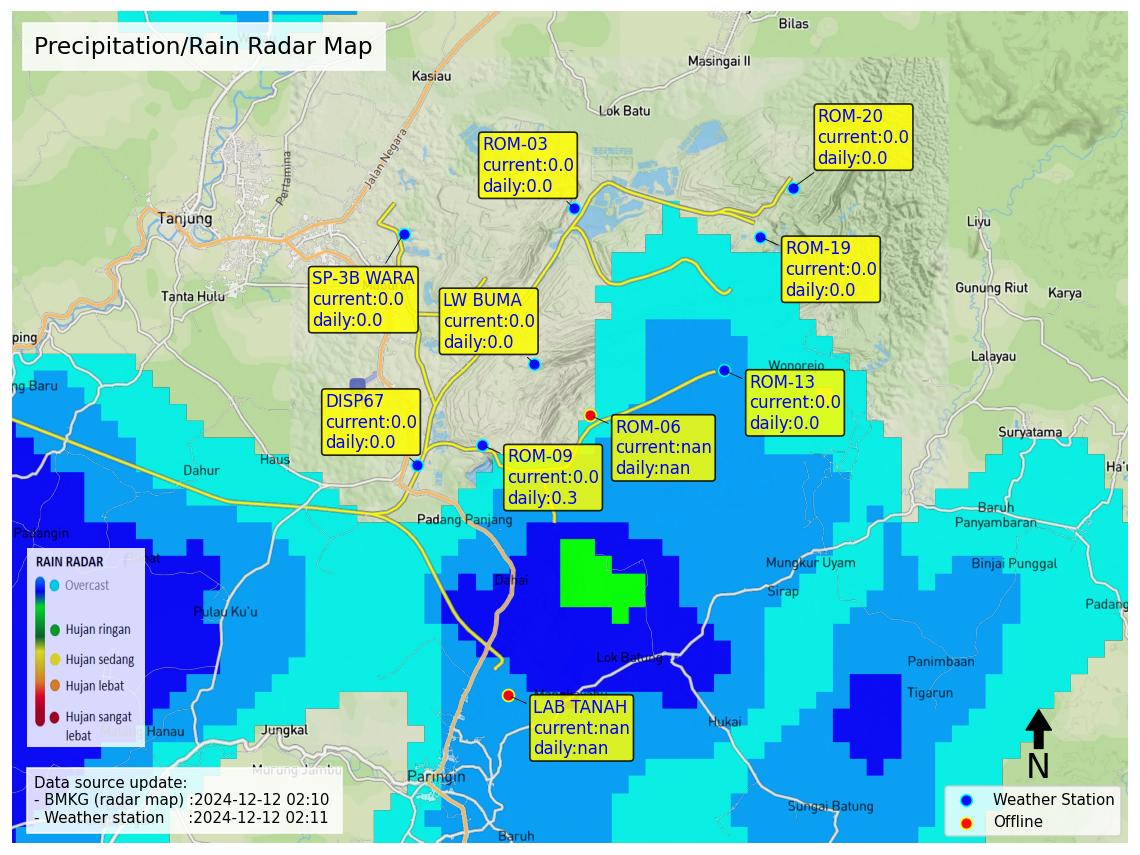 Precipitation/Rain Radar Map
Bilas
Masingai II
Kasiau
Lok Batu
ROM-20
current:0.0
daily:0.0
ROM-03
current:0.0
daily:0.0
Jalan Negara
Pertamina
Tanjung
Liyu
ROM-19
current:0.0
daily:0.0
SP-3B WARA
current:0.0
daily:0.0
Tanta Hulu
LW BUMA
current:0.0
daily:0.0
Gunung Riut
Karya
ping
Lalayau
Wonorejo
ng Baru
ROM-13
current:0.0
daily:0.0
DISP67
current:0.0
daily:0.0
ROM-06
current:nan
daily:nan
Suryatama
ROM-09
current:0.0
daily:0.3
Haus
Dahur
Ha'u
Baruh
Panyambaran
Padang Panjang
Padangin
Mungkur Uyam
Binjai Punggal
RAIN RADAR
Overcast
Hujan ringan
Hujan sedang
Hujan lebat
Hujan sangat
lebat
Dahai
Sirap
Pulau Ku'u
Padang
Lok Batung
Panimbaan
Tigarun
LAB TANAH
current:nan
daily:nan
Hukai
Hanau
Jungkal
Murung Jambu
Paringin
Sungai Batung
Baruh
N
Data source update:
- BMKG (radar map) :2024-12-12 02:10
- Weather station :2024-12-12 02:11
Weather Station
Offline